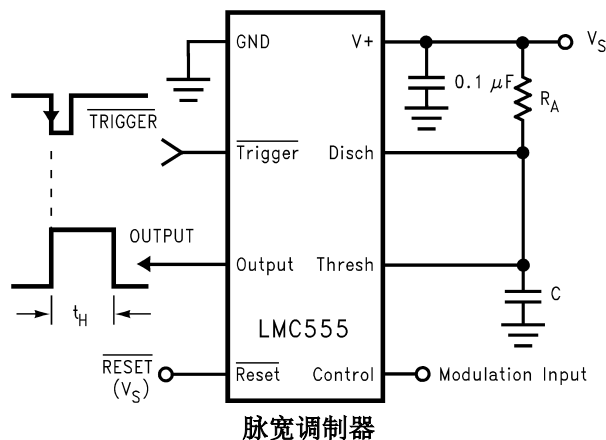 GND
V+
V_S
0.1 μF
R_A
TRIGGER
Trigger
Disch
OUTPUT
Output
Thresh
C
t_H
LMC555
RESET
(V_S)
Reset
Control
Modulation Input
脉宽调制器